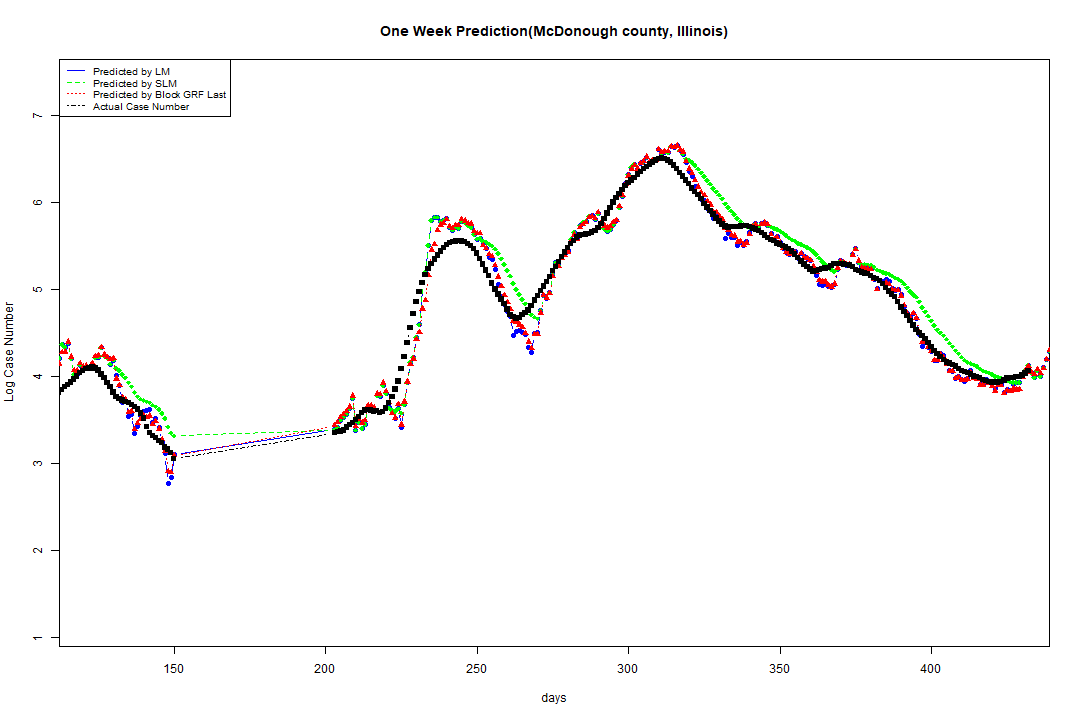 One Week Prediction(McDonough county, Illinois)
Predicted by LM
Predicted by SLM
Predicted by Block GRF Last
Actual Case Number
7
6
5
4
3
2
1
Log Case Number
150 200 250 300 350 400
days